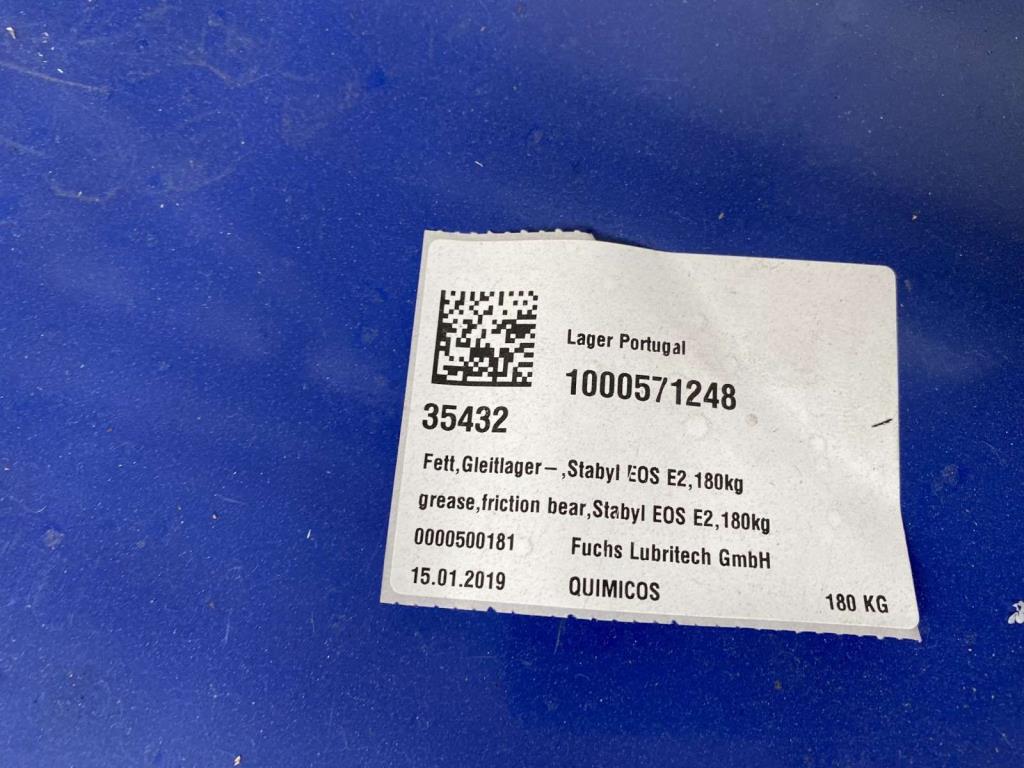 Lager Portugal
1000571248
35432
Fett,Gleitlager-,Stabyl EOS E2,180kg
grease,friction bear,Stabyl EOS E2,180kg
0000500181 Fuchs Lubritech GmbH
15.01.2019 QUIMICOS 180 KG